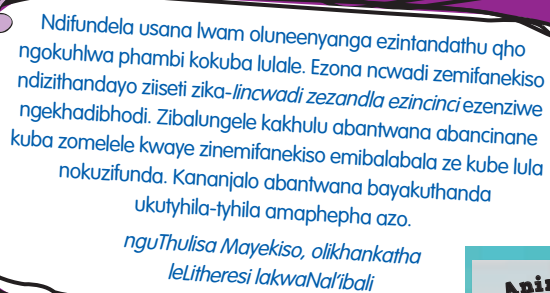 Ndifundela usana lwam oluneenyanga ezintandathu qho
ngokuhlwa phambi kokuba lulale. Ezona ncwadi zemifanekiso
ndizithandayo ziiseti zika-lincwadi zezandla ezincinci ezenziwe
ngekhadibhodi. Zibalungele kakhulu abantwana abancinane
kuba zomelele kwaye zinemifanekiso emibalabala ze kube lula
nokuzifunda. Kananjalo abantwana bayakuthanda
ukutyhila-tyhila amaphepha azo.
nguThulisa Mayekiso, olikhankatha
leLitheresi lakwaNal'ibali